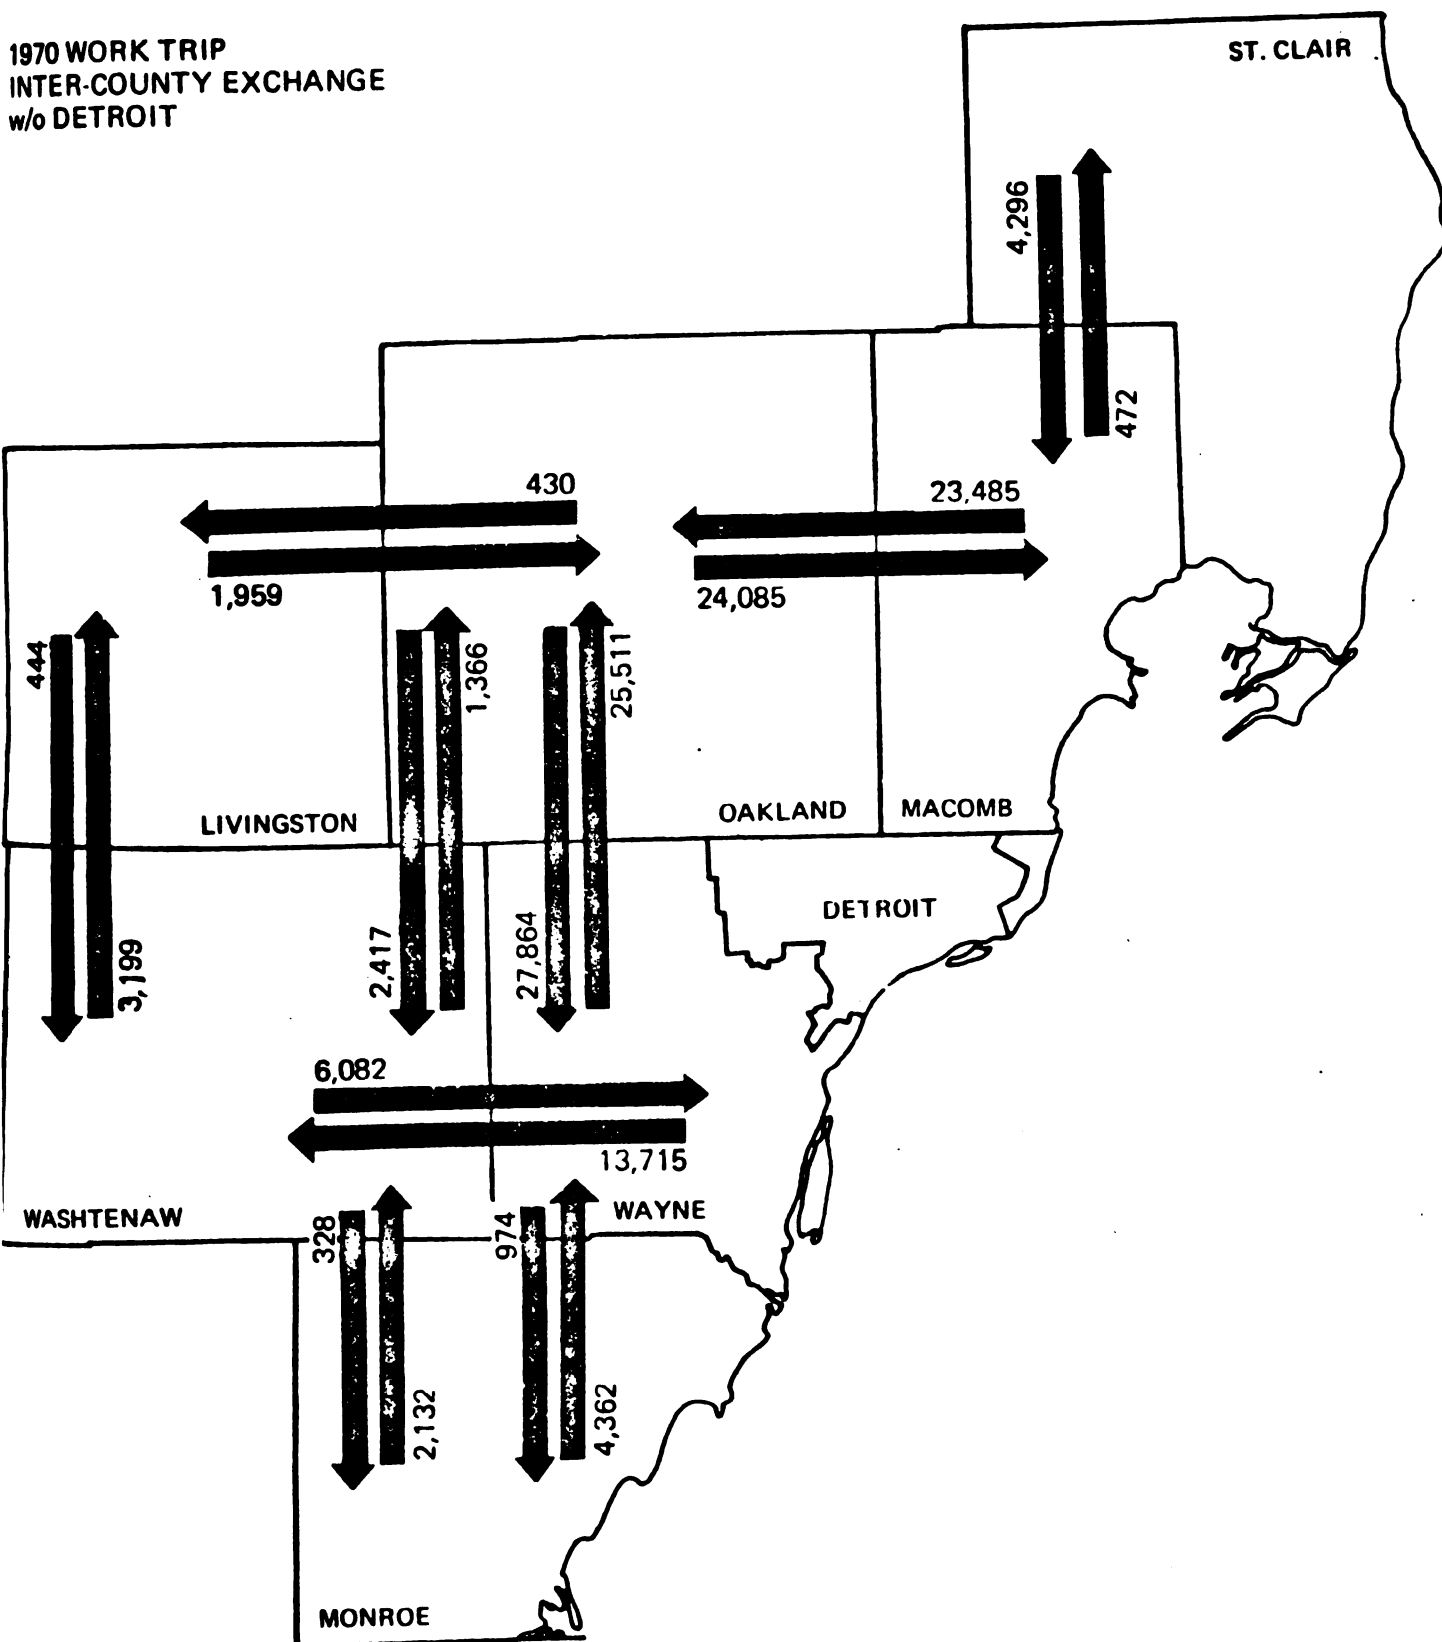 1970 WORK TRIP
INTER-COUNTY EXCHANGE
w/o DETROIT
ST. CLAIR
4,296
472
430
23,485
1,959
24,085
444
1,366
25,511
LIVINGSTON
OAKLAND
MACOMB
DETROIT
3,199
2,417
27,864
6,082
13,715
WASHTENAW
WAYNE
328
974
2,132
4,362
MONROE